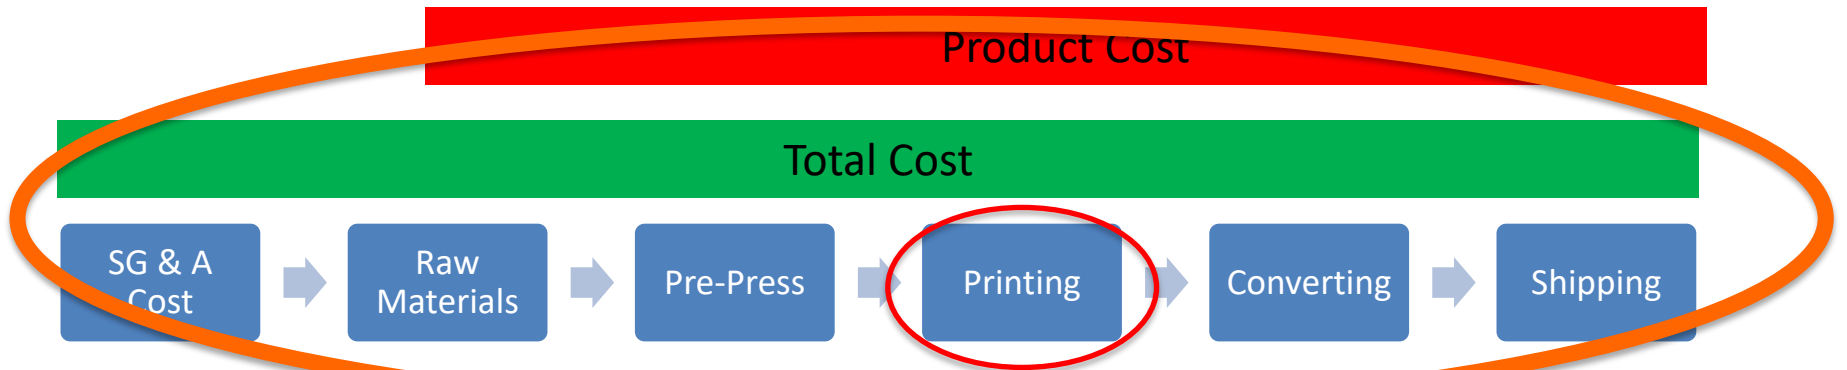 Product Cost
Total Cost
SG & A
Cost
Raw
Materials
Pre-Press
Printing
Converting
Shipping